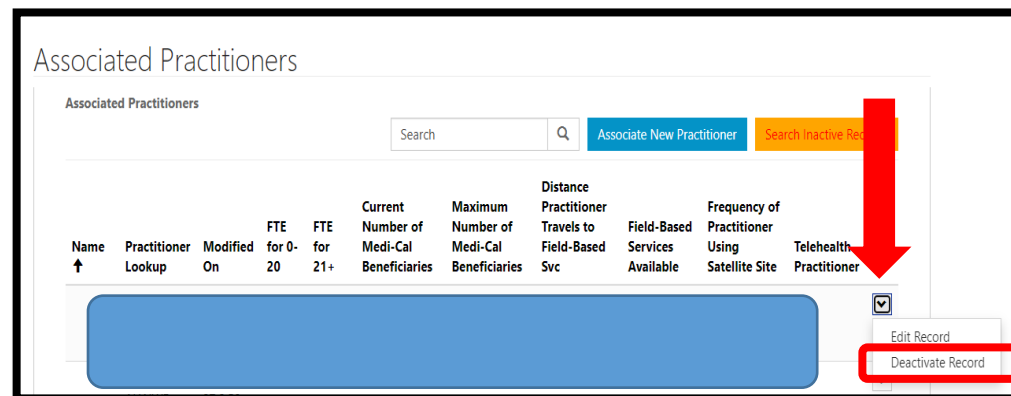 Associated Practitioners
Associated Practitioners
Search
Associate New Practitioner
Search Inactive
Name
Practitioner Lookup
Modified On
FTE for 0-20
FTE for 21+
Current Number of Medi-Cal Beneficiaries
Maximum Number of Medi-Cal Beneficiaries
Distance Practitioner Travels to Field-Based Svc
Field-Based Services Available
Frequency of Practitioner Using Satellite Site
Telehealth Practitioner
Edit Record
Deactivate Record